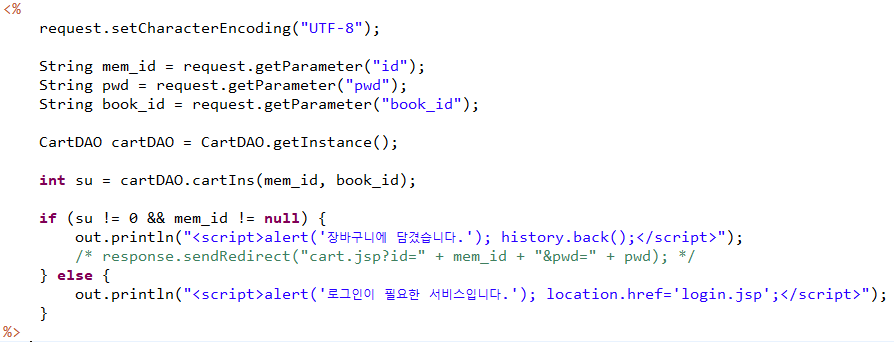 <%
request.setCharacterEncoding("UTF-8");
String mem_id = request.getParameter("id");
String pwd = request.getParameter("pwd");
String book_id = request.getParameter("book_id");
CartDAO cartDAO = CartDAO.getInstance();
int su = cartDAO.cartIns(mem_id, book_id);
if (su != 0 && mem_id != null) {
out.println("<script>alert('장바구니에 담겼습니다.'); history.back();</script>");
/* response.sendRedirect("cart.jsp?id=" + mem_id + "&pwd=" + pwd); */
} else {
out.println("<script>alert('로그인이 필요한 서비스입니다.'); location.href='login.jsp';</script>");
}
%>